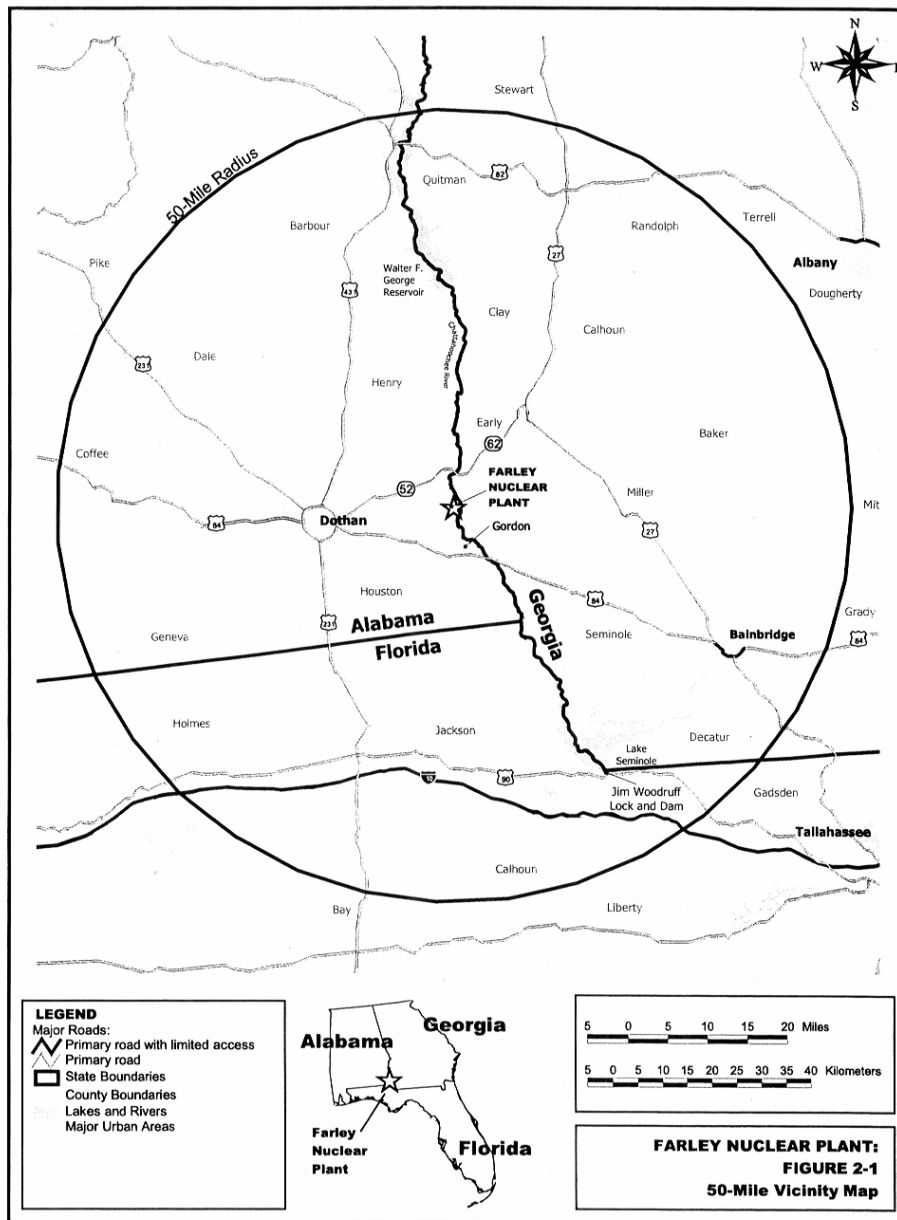 N
W
E
S
Stewart
50-Mile Radius
Quitman
82
Barbour
Randolph
Terrell
27
Pike
Walter F.
George
Reservoir
Albany
431
Dougherty
Clay
Chattahoochee River
Calhoun
Dale
231
Henry
Early
Baker
Coffee
62
FARLEY
NUCLEAR
PLANT
52
Miller
Mit
84
Dothan
Gordon
27
Houston
Georgia
84
Grady
231
Alabama
Seminole
Bainbridge
84
Geneva
Florida
Holmes
Jackson
Decatur
Lake
Seminole
10
90
Jim Woodruff
Lock and Dam
Gadsden
Tallahassee
Calhoun
Bay
Liberty
LEGEND
Major Roads:
Primary road with limited access
Primary road
State Boundaries
County Boundaries
Lakes and Rivers
Major Urban Areas
Alabama
Georgia
Farley
Nuclear
Plant
Florida
5 0 5 10 15 20 Miles
5 0 5 10 15 20 25 30 35 40 Kilometers
FARLEY NUCLEAR PLANT:
FIGURE 2-1
50-Mile Vicinity Map